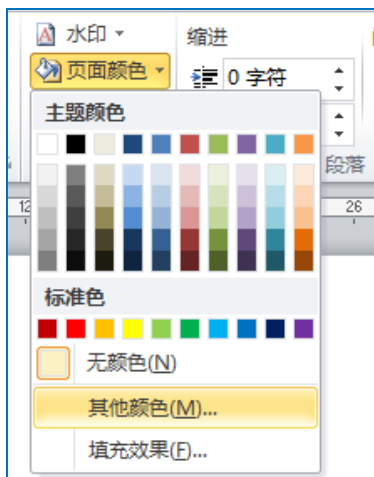 水印
缩进
页面颜色
0 字符
主题颜色
段落
12
26
标准色
无颜色(N)
其他颜色(M)...
填充效果(F)...